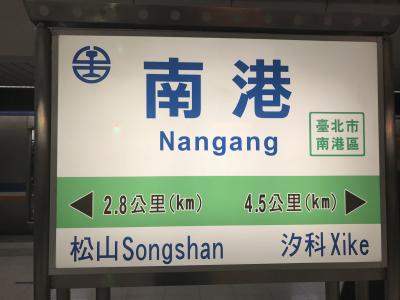 南港
Nangang
臺北市
南港區
◀ 2.8公里(km) 4.5公里(km) ▶
松山Songshan 汐科Xike